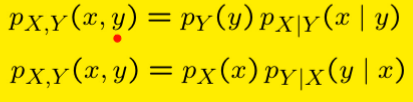 p_{X,Y}(x, y) = p_Y(y) p_{X|Y}(x | y)
p_{X,Y}(x, y) = p_X(x) p_{Y|X}(y | x)